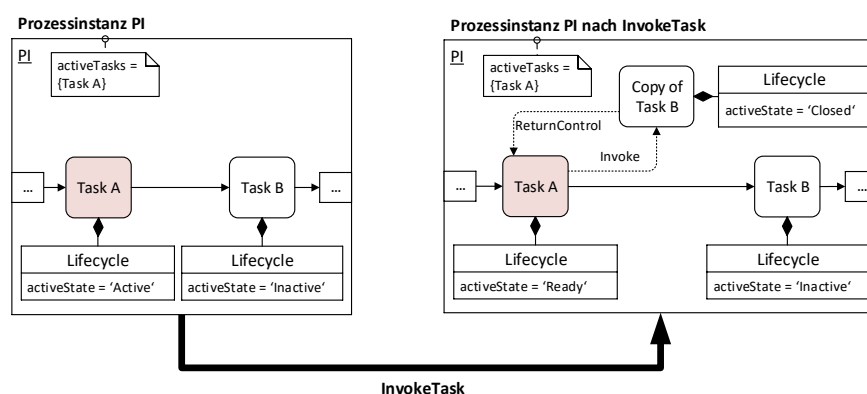 Prozessinstanz PI
PI
activeTasks =
{Task A}
...
Task A
Task B
...
Lifecycle
activeState = ‘Active‘
Lifecycle
activeState = ‘Inactive‘
Prozessinstanz PI nach InvokeTask
PI
activeTasks =
{Task A}
Copy of
Task B
Lifecycle
activeState = ‘Closed‘
ReturnControl
Invoke
...
Task A
Task B
...
Lifecycle
activeState = ‘Ready‘
Lifecycle
activeState = ‘Inactive‘
InvokeTask